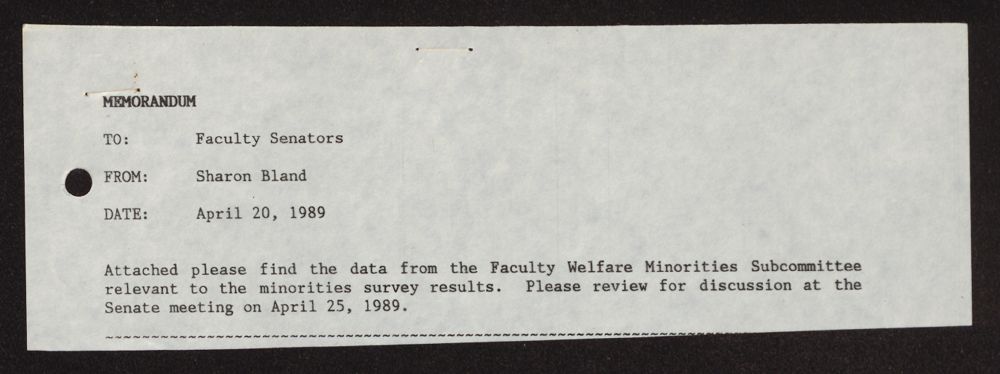 MEMORANDUM
TO: Faculty Senators
FROM: Sharon Bland
DATE: April 20, 1989
Attached please find the data from the Faculty Welfare Minorities Subcommittee
relevant to the minorities survey results. Please review for discussion at the
Senate meeting on April 25, 1989.